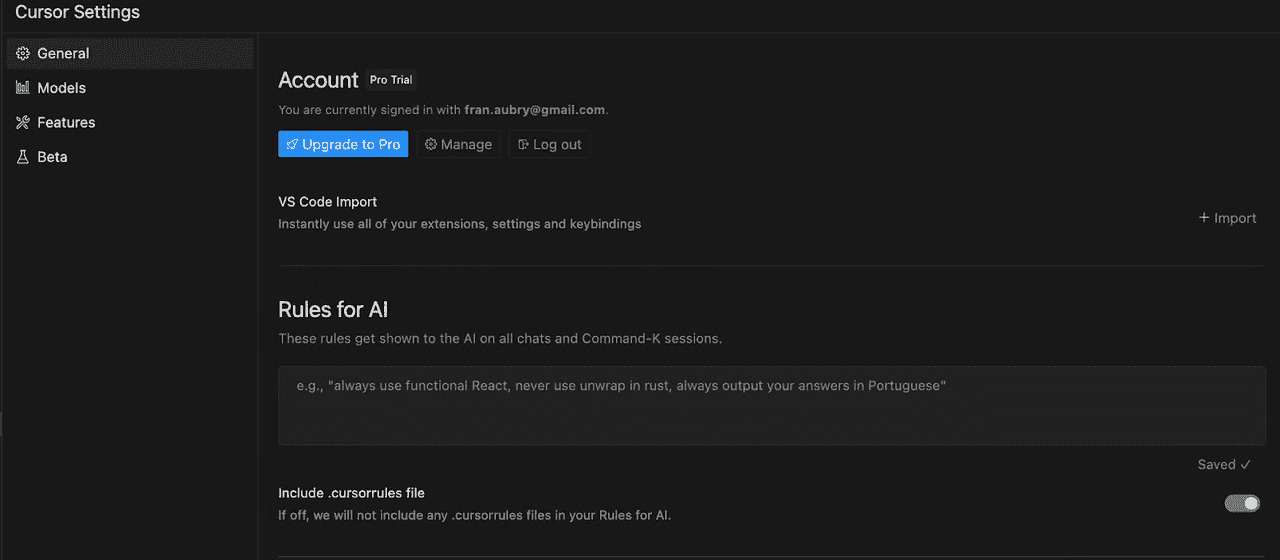 Cursor Settings
General
Models
Features
Beta
Account Pro Trial
You are currently signed in with fran.aubry@gmail.com.
Upgrade to Pro Manage Log out
VS Code Import
Instantly use all of your extensions, settings and keybindings
+ Import
Rules for AI
These rules get shown to the AI on all chats and Command-K sessions.
e.g., "always use functional React, never use unwrap in rust, always output your answers in Portuguese"
Saved ✓
Include .cursorrules file
If off, we will not include any .cursorrules files in your Rules for AI.